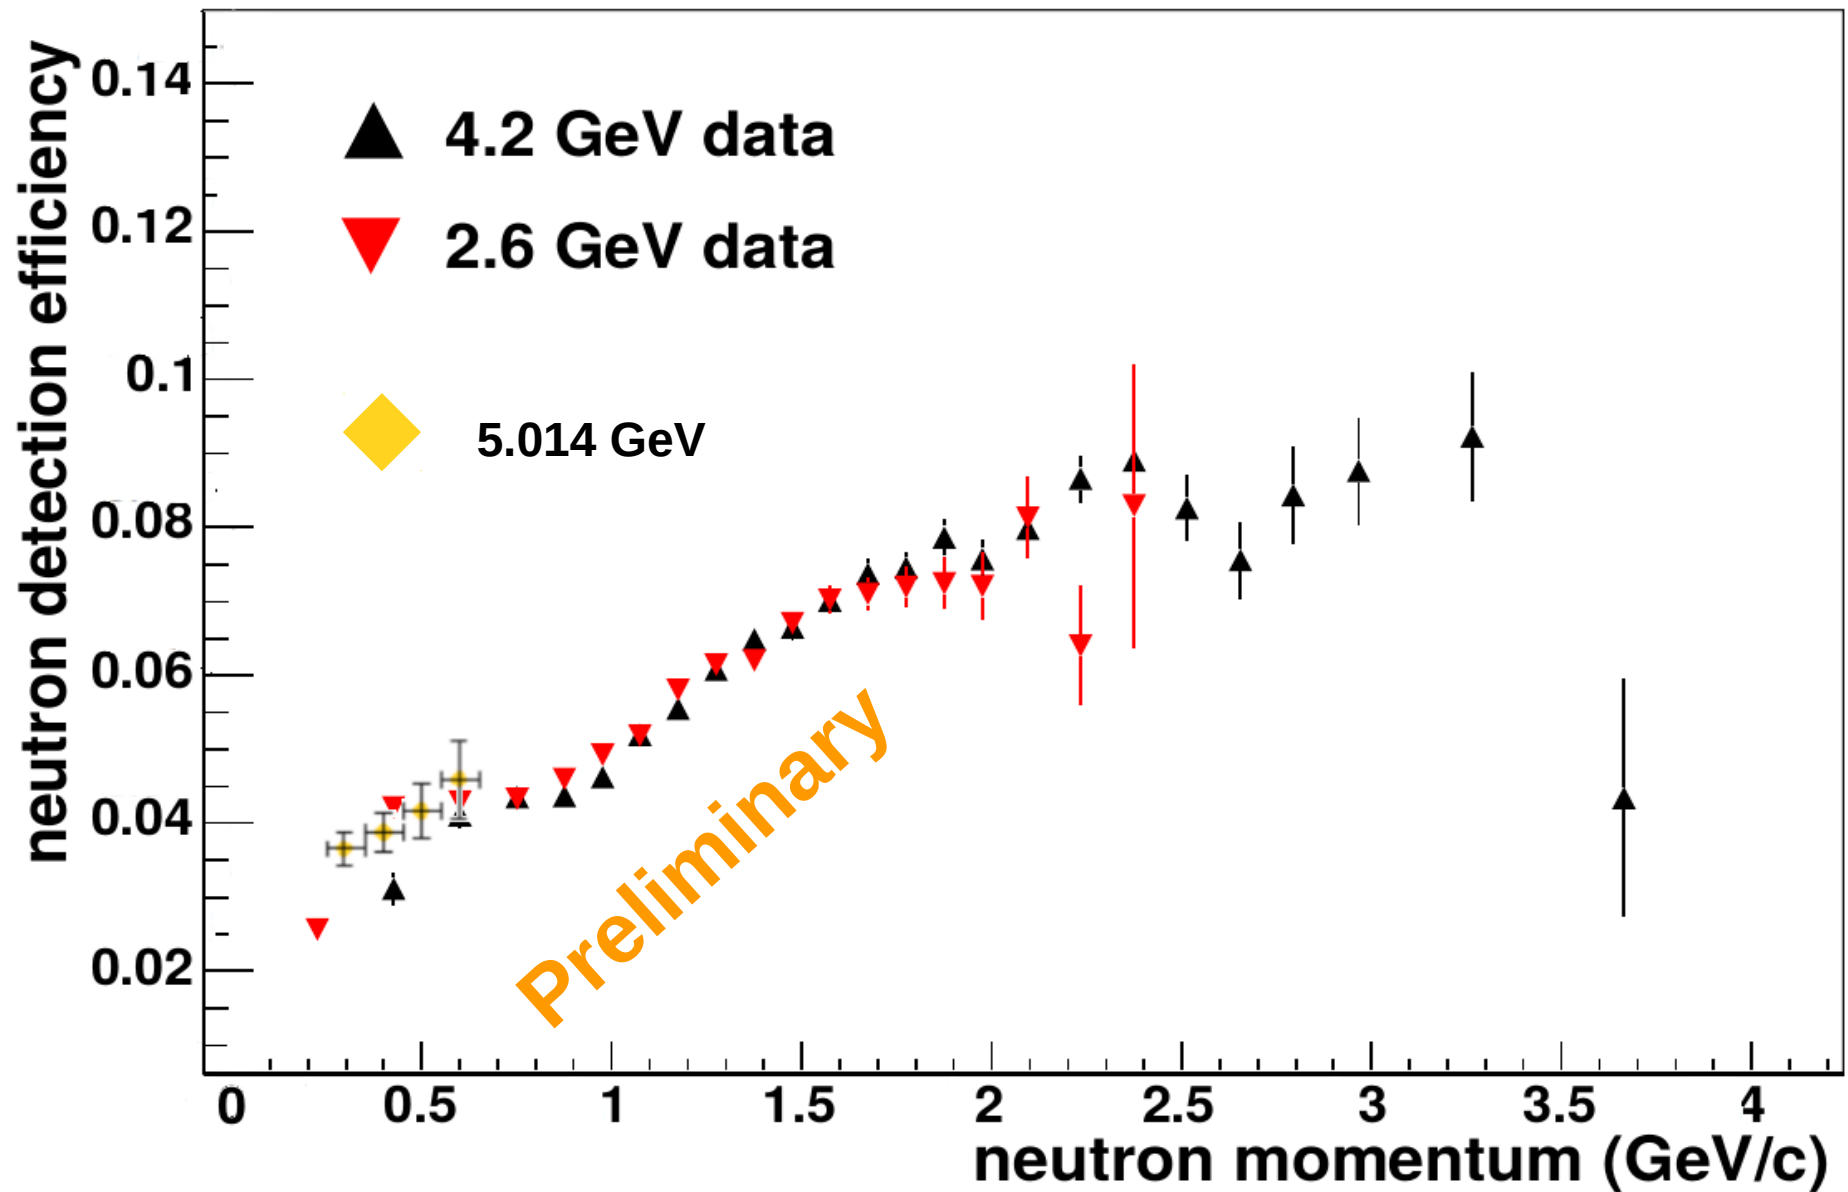 neutron detection efficiency
0.14
0.12
0.1
0.08
0.06
0.04
0.02
4.2 GeV data
2.6 GeV data
5.014 GeV
Preliminary
0 0.5 1 1.5 2 2.5 3 3.5 4
neutron momentum (GeV/c)